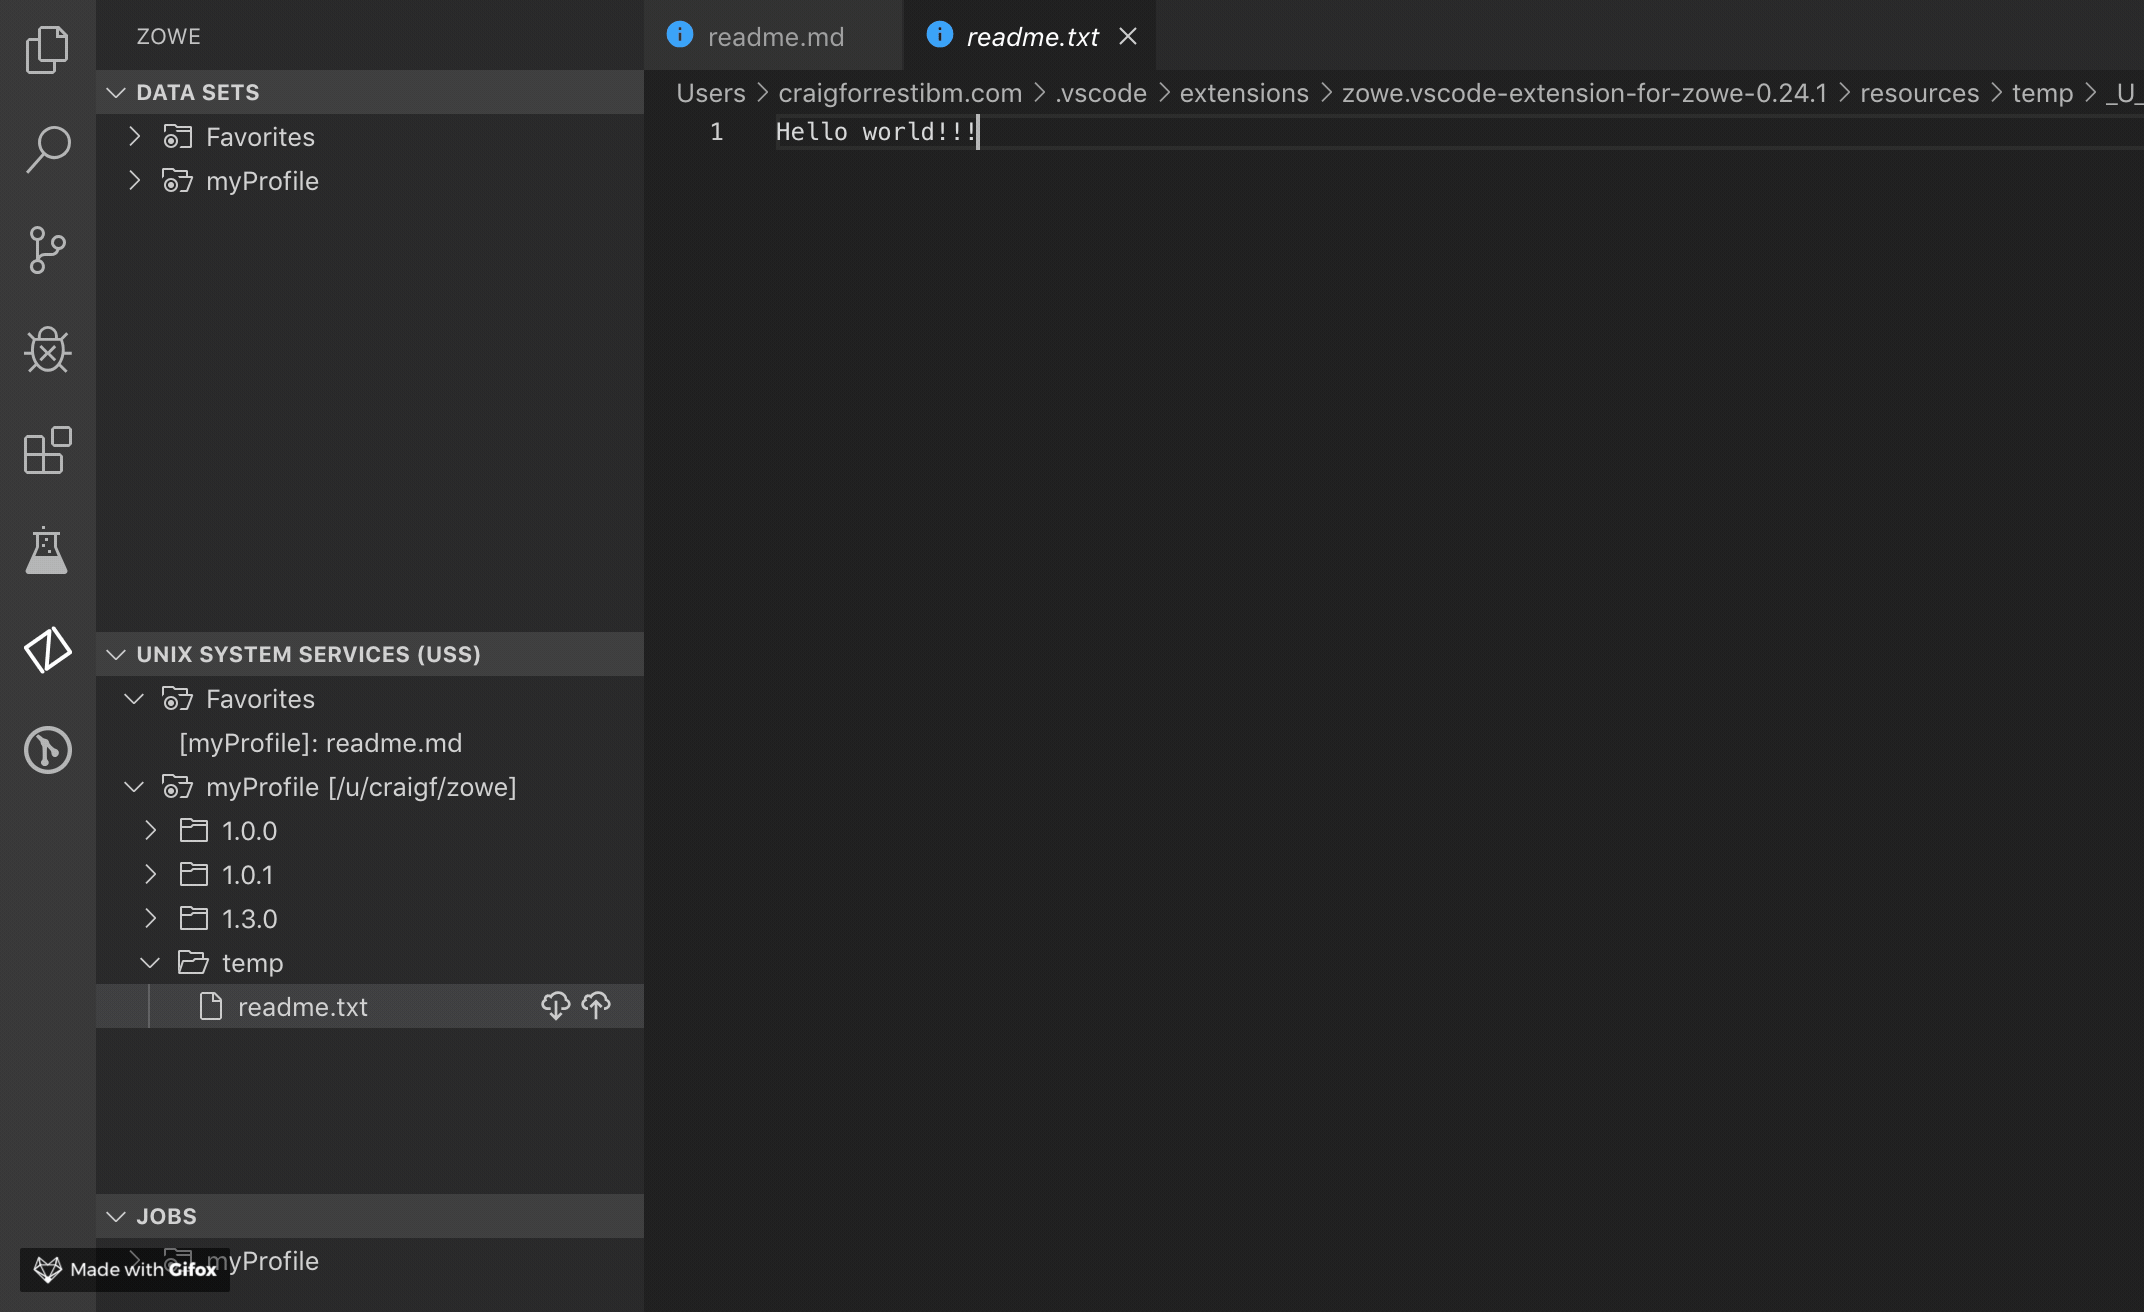 ZOWE
DATA SETS
Favorites
myProfile
UNIX SYSTEM SERVICES (USS)
Favorites
[myProfile]: readme.md
myProfile [/u/craigf/zowe]
1.0.0
1.0.1
1.3.0
temp
readme.txt
JOBS
myProfile
Made with Gifox
readme.md
readme.txt
Users > craigforrestibm.com > .vscode > extensions > zowe.vscode-extension-for-zowe-0.24.1 > resources > temp > _U_
1 Hello world!!!